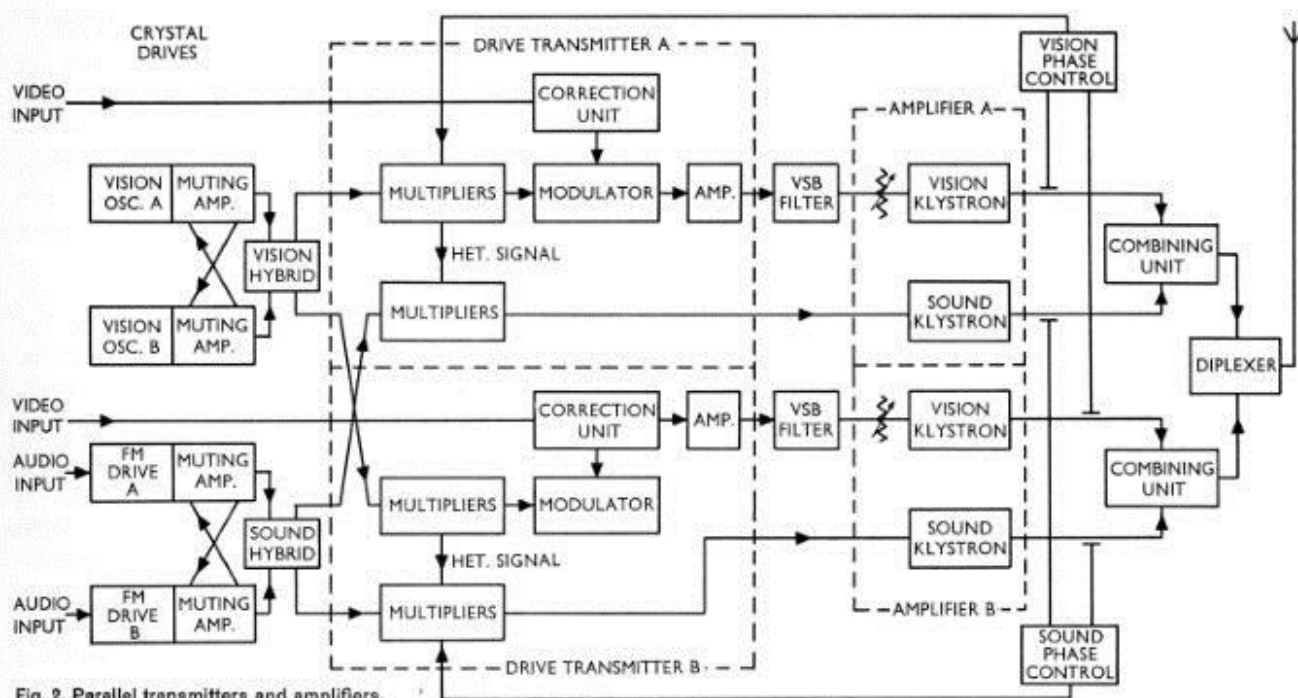 CRYSTAL
DRIVES
DRIVE TRANSMITTER A
VISION
PHASE
CONTROL
VIDEO
INPUT
CORRECTION
UNIT
AMPLIFIER A
VISION
OSC. A
MUTING
AMP.
MULTIPLIERS
MODULATOR
AMP.
VSB
FILTER
VISION
KLYSTRON
VISION
HYBRID
HET. SIGNAL
COMBINING
UNIT
VISION
OSC. B
MUTING
AMP.
MULTIPLIERS
SOUND
KLYSTRON
DIPLEXER
VIDEO
INPUT
CORRECTION
UNIT
AMP.
VSB
FILTER
VISION
KLYSTRON
AUDIO
INPUT
FM
DRIVE
A
MUTING
AMP.
MULTIPLIERS
MODULATOR
COMBINING
UNIT
SOUND
HYBRID
SOUND
KLYSTRON
HET. SIGNAL
AUDIO
INPUT
FM
DRIVE
B
MUTING
AMP.
MULTIPLIERS
AMPLIFIER B
SOUND
PHASE
CONTROL
DRIVE TRANSMITTER B
Fig. 2. Parallel transmitters and amplifiers.